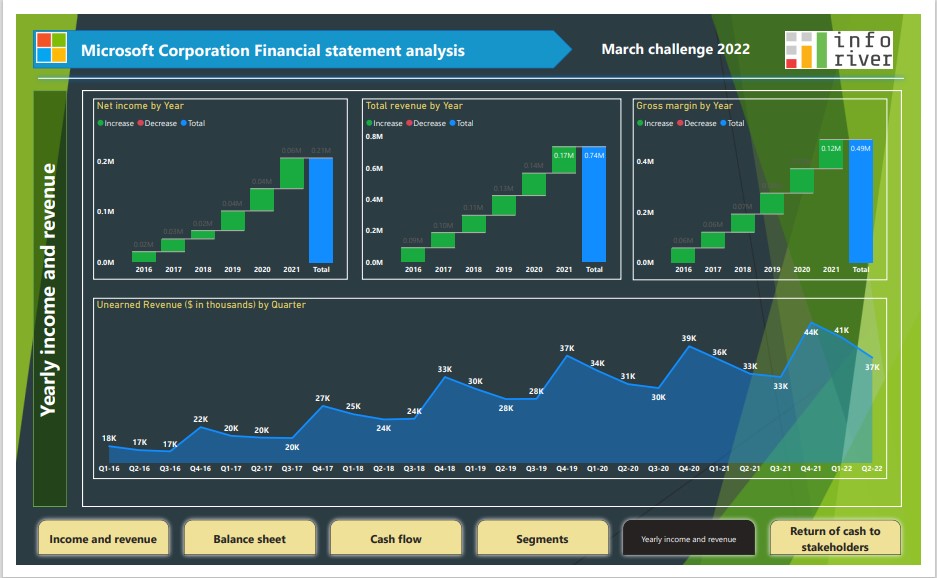 Microsoft Corporation Financial statement analysis
March challenge 2022
info
river
Yearly income and revenue
Net income by Year
Increase Decrease Total
0.2M
0.1M
0.0M
0.02M
0.03M
0.04M
0.04M
0.06M
0.21M
2016 2017 2018 2019 2020 2021 Total
Total revenue by Year
Increase Decrease Total
0.8M
0.6M
0.4M
0.2M
0.0M
0.09M
0.10M
0.11M
0.13M
0.14M
0.17M
0.74M
2016 2017 2018 2019 2020 2021 Total
Gross margin by Year
Increase Decrease Total
0.4M
0.2M
0.0M
0.06M
0.06M
0.07M
0.12M
0.49M
2016 2017 2018 2019 2020 2021 Total
Unearned Revenue ($ in thousands) by Quarter
18K 17K 17K 22K 20K 20K 20K 27K 25K 24K 24K 33K 30K 28K 28K 37K 34K 31K 30K 39K 36K 33K 33K 44K 41K 37K
Q1-16 Q2-16 Q3-16 Q4-16 Q1-17 Q2-17 Q3-17 Q4-17 Q1-18 Q2-18 Q3-18 Q4-18 Q1-19 Q2-19 Q3-19 Q4-19 Q1-20 Q2-20 Q3-20 Q4-20 Q1-21 Q2-21 Q3-21 Q4-21 Q1-22 Q2-22
Income and revenue
Balance sheet
Cash flow
Segments
Yearly income and revenue
Return of cash to
stakeholders